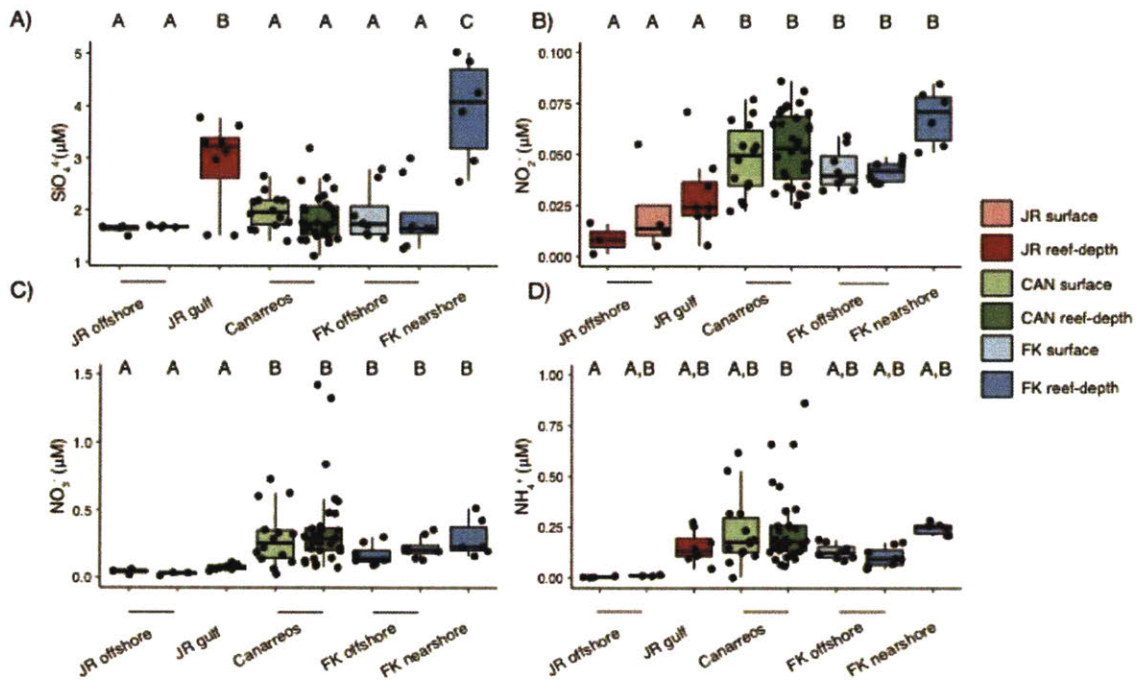 A)
A A B A A A A C
5
4
3
2
1
SiO₄⁴⁻(µM)
JR offshore
JR gulf
Canarreos
FK offshore
FK nearshore
B)
A A A B B B B B
0.100
0.075
0.050
0.025
0.000
NO₂⁻ (µM)
JR offshore
JR gulf
Canarreos
FK offshore
FK nearshore
JR surface
JR reef-depth
CAN surface
CAN reef-depth
FK surface
FK reef-depth
C)
A A A B B B B B
1.5
1.0
0.5
0.0
NO₃⁻ (µM)
JR offshore
JR gulf
Canarreos
FK offshore
FK nearshore
D)
A A,B A,B A,B B A,B A,B A,B
1.00
0.75
0.50
0.25
0.00
NH₄⁺ (µM)
JR offshore
JR gulf
Canarreos
FK offshore
FK nearshore